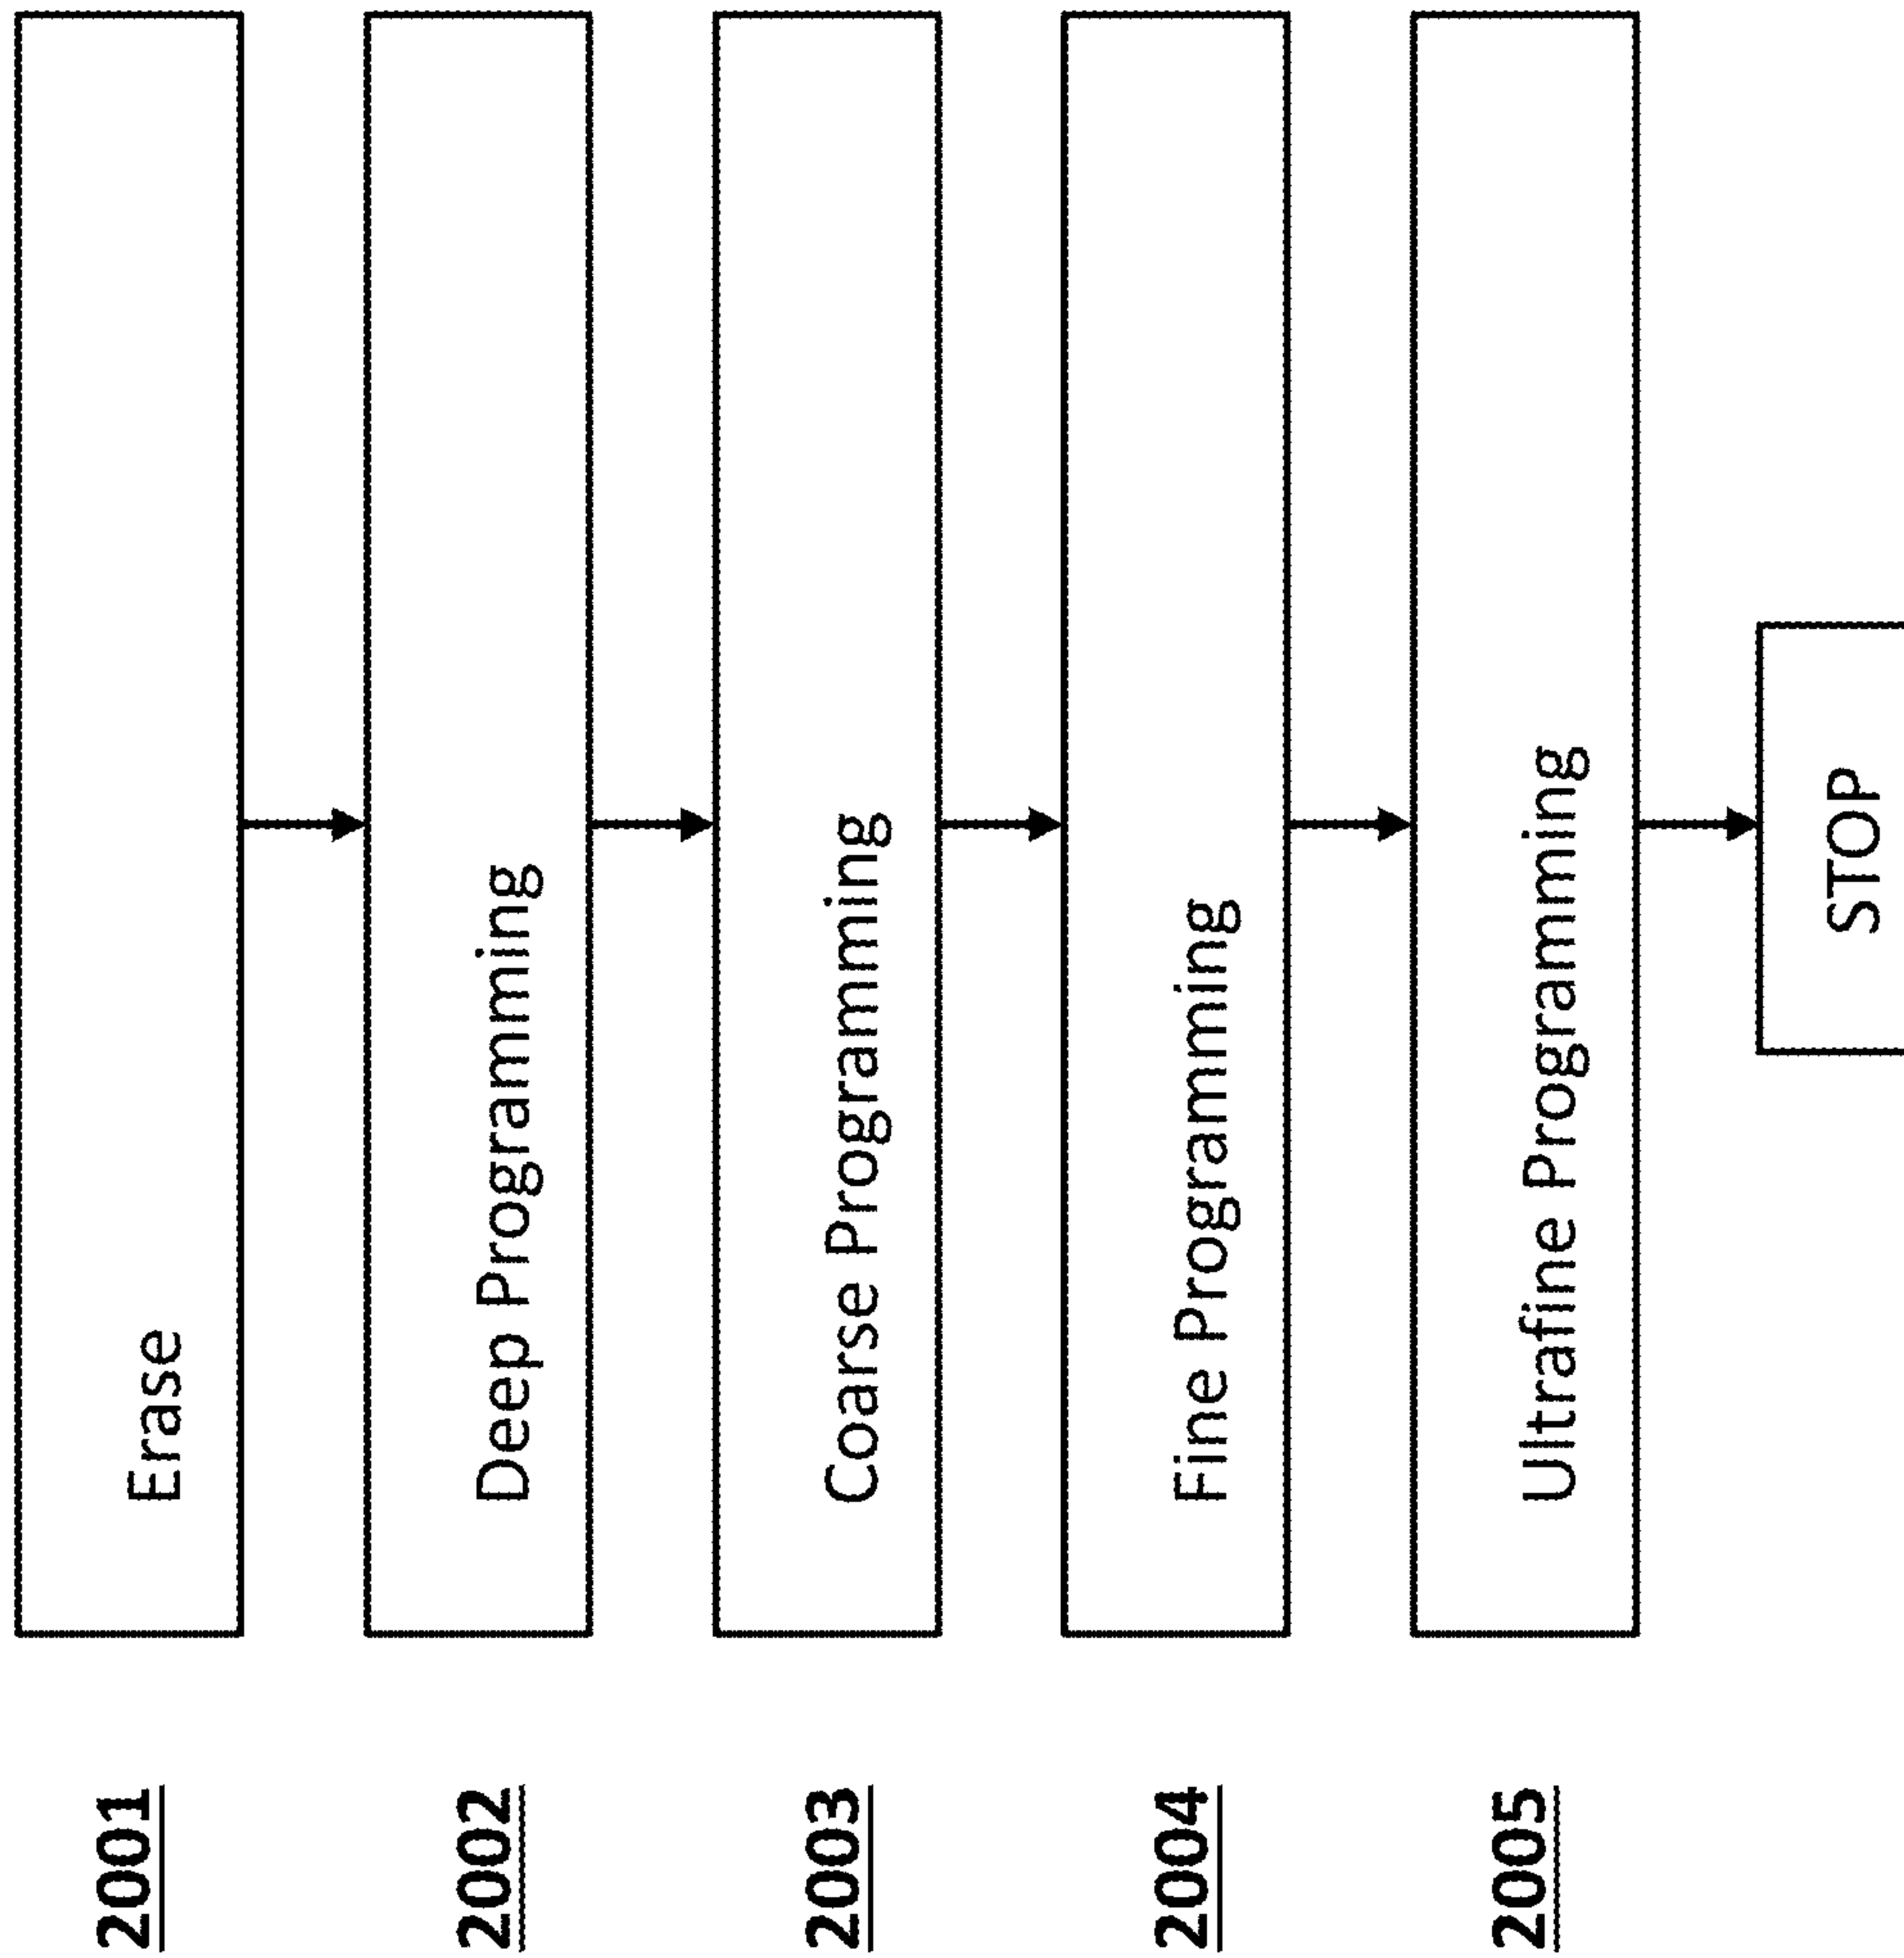 2001 Erase
2002 Deep Programming
2003 Coarse Programming
2004 Fine Programming
2005 Ultrafine Programming
STOP